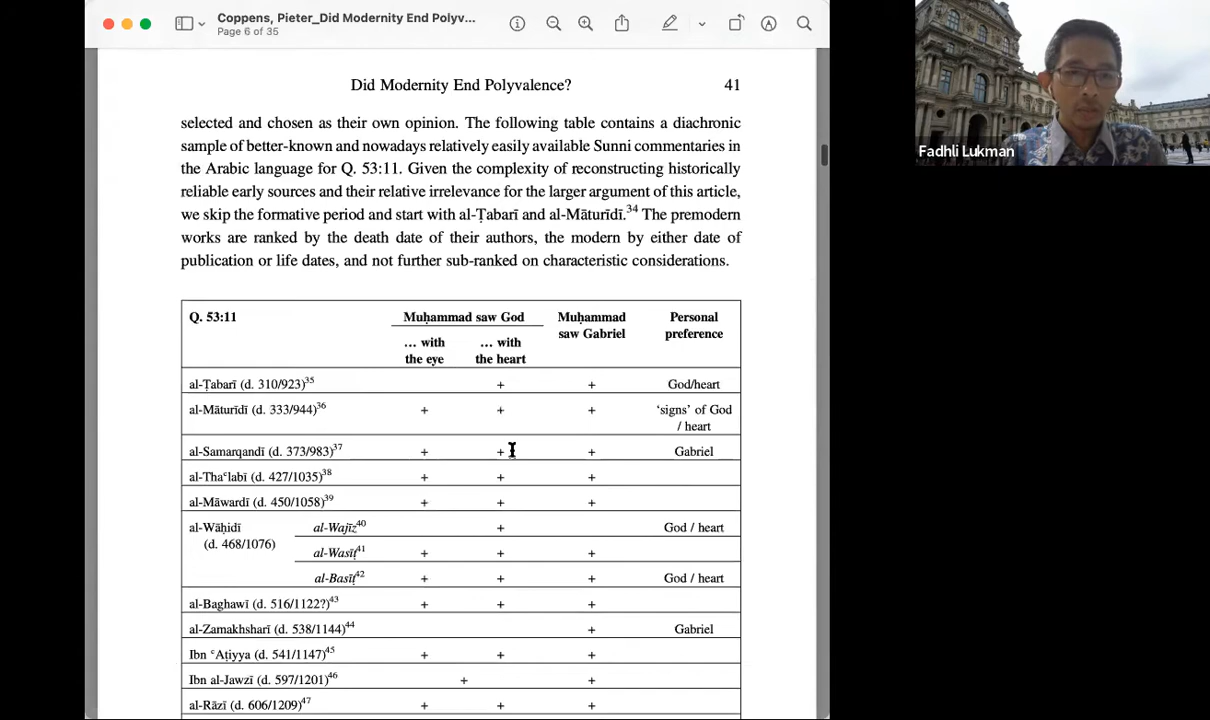 Coppens, Pieter_Did Modernity End Polyv...
Page 6 of 35
Did Modernity End Polyvalence? 41
selected and chosen as their own opinion. The following table contains a diachronic
sample of better-known and nowadays relatively easily available Sunni commentaries in
the Arabic language for Q. 53:11. Given the complexity of reconstructing historically
reliable early sources and their relative irrelevance for the larger argument of this article,
we skip the formative period and start with al-Ṭabarī and al-Māturīdī.34 The premodern
works are ranked by the death date of their authors, the modern by either date of
publication or life dates, and not further sub-ranked on characteristic considerations.
Q. 53:11 Muḥammad saw God Muḥammad Personal
saw Gabriel preference
... with ... with
the eye the heart
al-Ṭabarī (d. 310/923)35 + + God/heart
al-Māturīdī (d. 333/944)36 + + + ‘signs’ of God
/ heart
al-Samarqandī (d. 373/983)37 + + + Gabriel
al-Thaʿlabī (d. 427/1035)38 + + +
al-Māwardī (d. 450/1058)39 + + +
al-Wāḥidī al-Wajīz40 + God / heart
(d. 468/1076)
al-Wasīṭ41 + + +
al-Basīṭ42 + + + God / heart
al-Baghawī (d. 516/1122?)43 + + +
al-Zamakhsharī (d. 538/1144)44 + Gabriel
Ibn ʿAṭiyya (d. 541/1147)45 + + +
Ibn al-Jawzī (d. 597/1201)46 + +
al-Rāzī (d. 606/1209)47 + + +
Fadhli Lukman